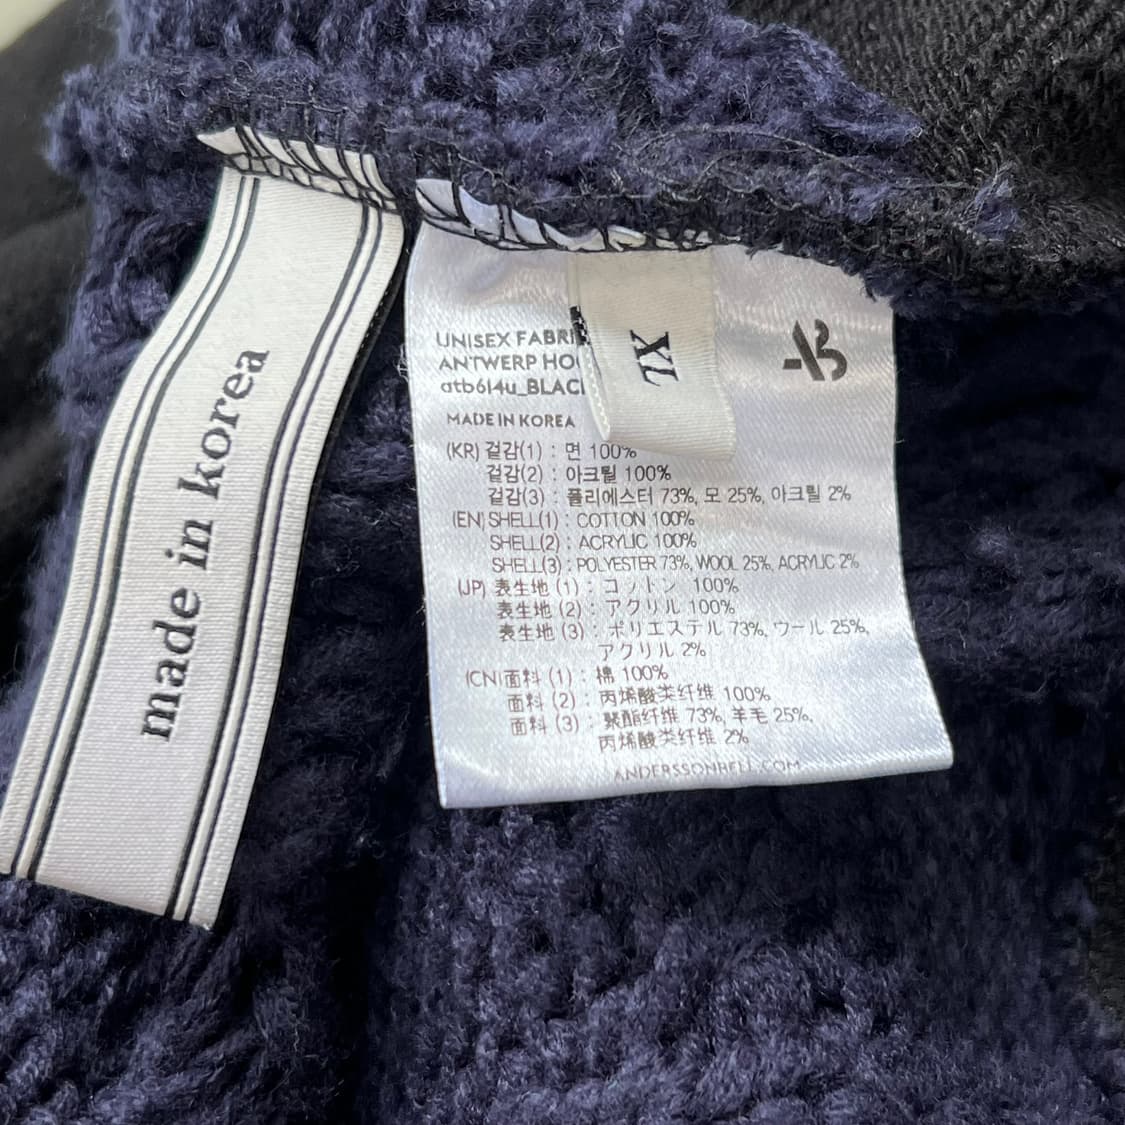 made in korea
XL
UNISEX FABRI
ANTWERP HO
atb614u_BLAC
MADE IN KOREA
(KR) 겉감(1) : 면 100%
겉감(2) : 아크릴 100%
겉감(3) : 폴리에스터 73%, 모 25%, 아크릴 2%
(EN) SHELL(1) : COTTON 100%
SHELL(2) : ACRYLIC 100%
SHELL(3) : POLYESTER 73%, WOOL 25%, ACRYLIC 2%
(JP) 表生地 (1) : コットン 100%
表生地 (2) : アクリル 100%
表生地 (3) : ポリエステル 73%, ウール 25%,
アクリル 2%
(CN)面料 (1) : 棉 100%
面料 (2) : 丙烯酸类纤维 100%
面料 (3) : 聚酯纤维 73%, 羊毛 25%,
丙烯酸类纤维 2%
ANDERSSONBELL.COM